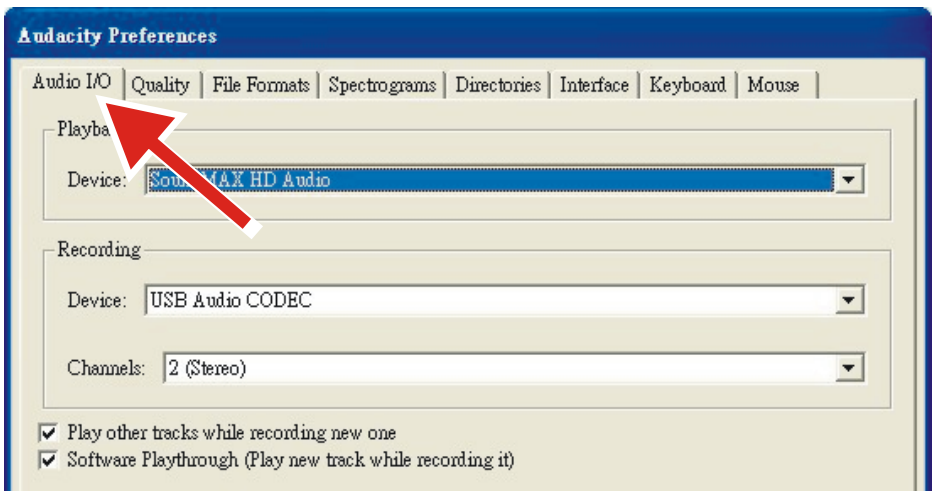 Audacity Preferences
Audio I/O Quality File Formats Spectrograms Directories Interface Keyboard Mouse
Device: MAX HD Audio
Recording
Device: USB Audio CODEC
Channels: 2 (Stereo)
Play other tracks while recording new one
Software Playthrough (Play new track while recording it)